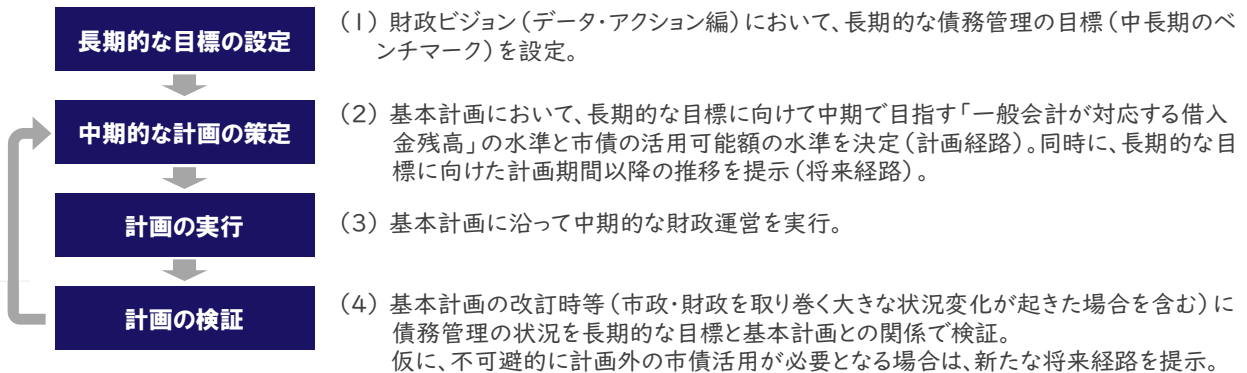 長期的な目標の設定
(1) 財政ビジョン(データ・アクション編)において、長期的な債務管理の目標(中長期のベ
ンチマーク)を設定。
中期的な計画の策定
(2) 基本計画において、長期的な目標に向けて中期で目指す「一般会計が対応する借入
金残高」の水準と市債の活用可能額の水準を決定(計画経路)。同時に、長期的な目
標に向けた計画期間以降の推移を提示(将来経路)。
計画の実行
(3) 基本計画に沿って中期的な財政運営を実行。
計画の検証
(4) 基本計画の改訂時等(市政・財政を取り巻く大きな状況変化が起きた場合を含む)に
債務管理の状況を長期的な目標と基本計画との関係で検証。
仮に、不可避的に計画外の市債活用が必要となる場合は、新たな将来経路を提示。